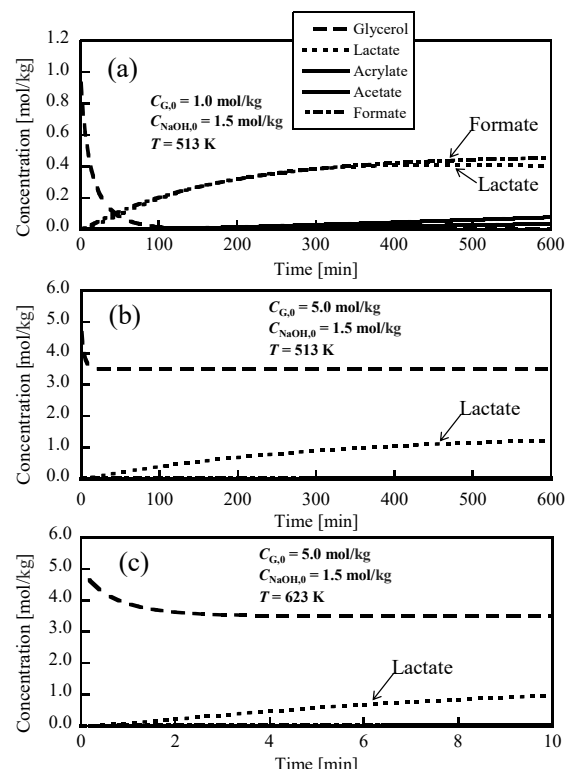 Glycerol
Lactate
Acrylate
Acetate
Formate
(a)
C_G,0 = 1.0 mol/kg
C_NaOH,0 = 1.5 mol/kg
T = 513 K
Formate
Lactate
Concentration [mol/kg]
1.2
1.0
0.8
0.6
0.4
0.2
0.0
0 100 200 300 400 500 600
Time [min]
(b)
C_G,0 = 5.0 mol/kg
C_NaOH,0 = 1.5 mol/kg
T = 513 K
Lactate
Concentration [mol/kg]
6.0
5.0
4.0
3.0
2.0
1.0
0.0
0 100 200 300 400 500 600
Time [min]
(c)
C_G,0 = 5.0 mol/kg
C_NaOH,0 = 1.5 mol/kg
T = 623 K
Lactate
Concentration [mol/kg]
6.0
5.0
4.0
3.0
2.0
1.0
0.0
0 2 4 6 8 10
Time [min]